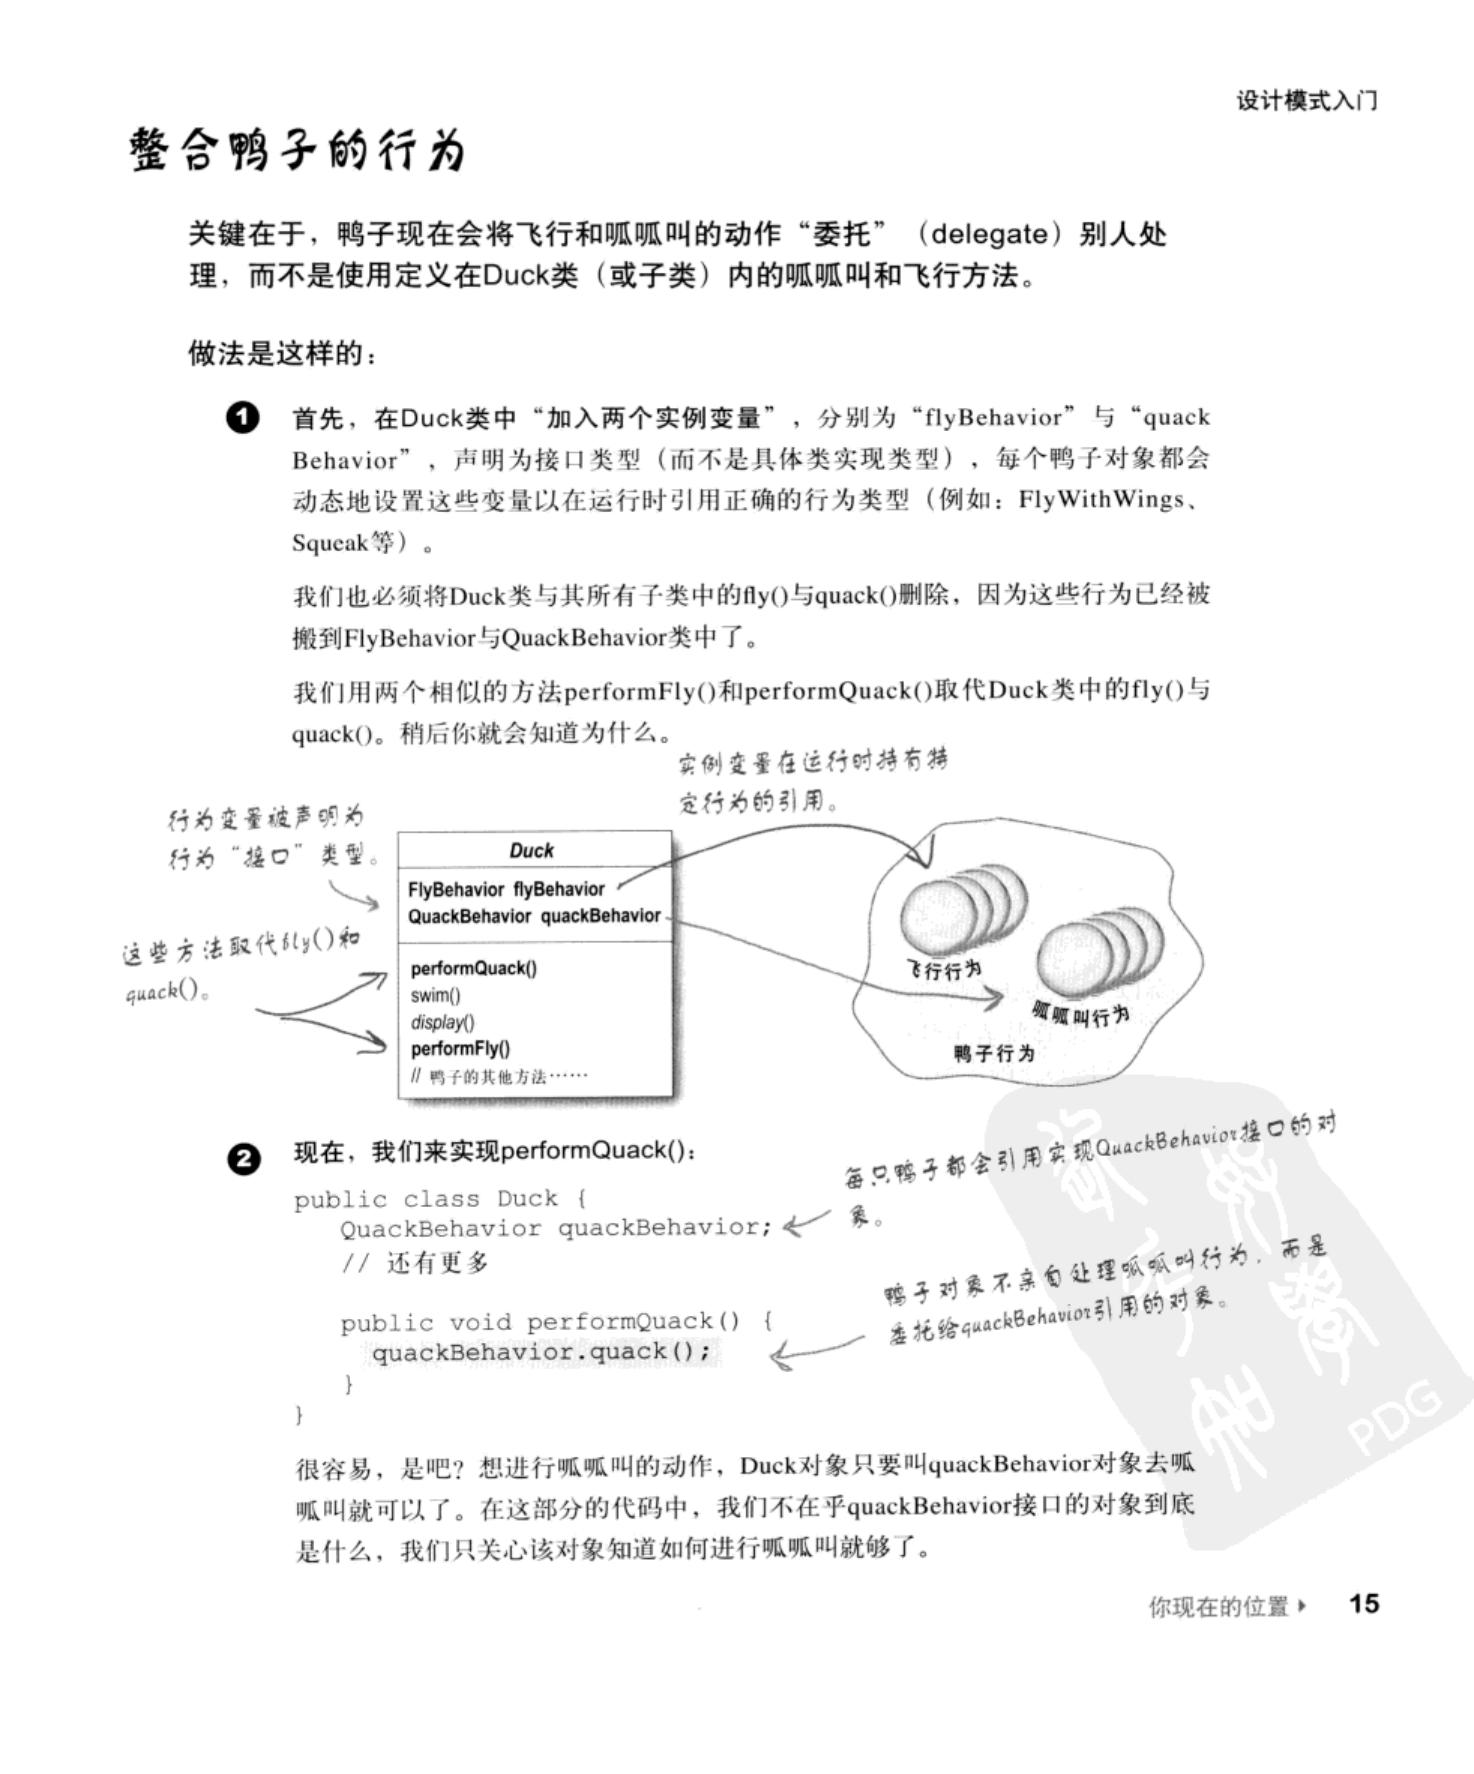 设计模式入门
整合鸭子的行为
关键在于，鸭子现在会将飞行和呱呱叫的动作“委托”（delegate）别人处
理，而不是使用定义在Duck类（或子类）内的呱呱叫和飞行方法。
做法是这样的：
1 首先，在Duck类中“加入两个实例变量”，分别为“flyBehavior”与“quack
Behavior”，声明为接口类型（而不是具体类实现类型），每个鸭子对象都会
动态地设置这些变量以在运行时引用正确的行为类型（例如：FlyWithWings、
Squeak等）。
我们也必须将Duck类与其所有子类中的fly()与quack()删除，因为这些行为已经被
搬到FlyBehavior与QuackBehavior类中了。
我们用两个相似的方法performFly()和performQuack()取代Duck类中的fly()与
quack()。稍后你就会知道为什么。
实例变量在运行时持有特
定行为的引用。
行为变量被声明为
行为“接口”类型。
这些方法取代fly()和
quack()。
Duck
FlyBehavior flyBehavior
QuackBehavior quackBehavior
performQuack()
swim()
display()
performFly()
// 鸭子的其他方法……
飞行行为
呱呱叫行为
鸭子行为
2 现在，我们来实现performQuack()：
每只鸭子都会引用实现QuackBehavior接口的对
象。
public class Duck {
QuackBehavior quackBehavior;
// 还有更多
鸭子对象不亲自处理呱呱叫行为，而是
委托给quackBehavior引用的对象。
public void performQuack() {
quackBehavior.quack();
}
}
很容易，是吧？想进行呱呱叫的动作，Duck对象只要叫quackBehavior对象去呱
呱叫就可以了。在这部分的代码中，我们不在乎quackBehavior接口的对象到底
是什么，我们只关心该对象知道如何进行呱呱叫就够了。
PDG
你现在的位置 15